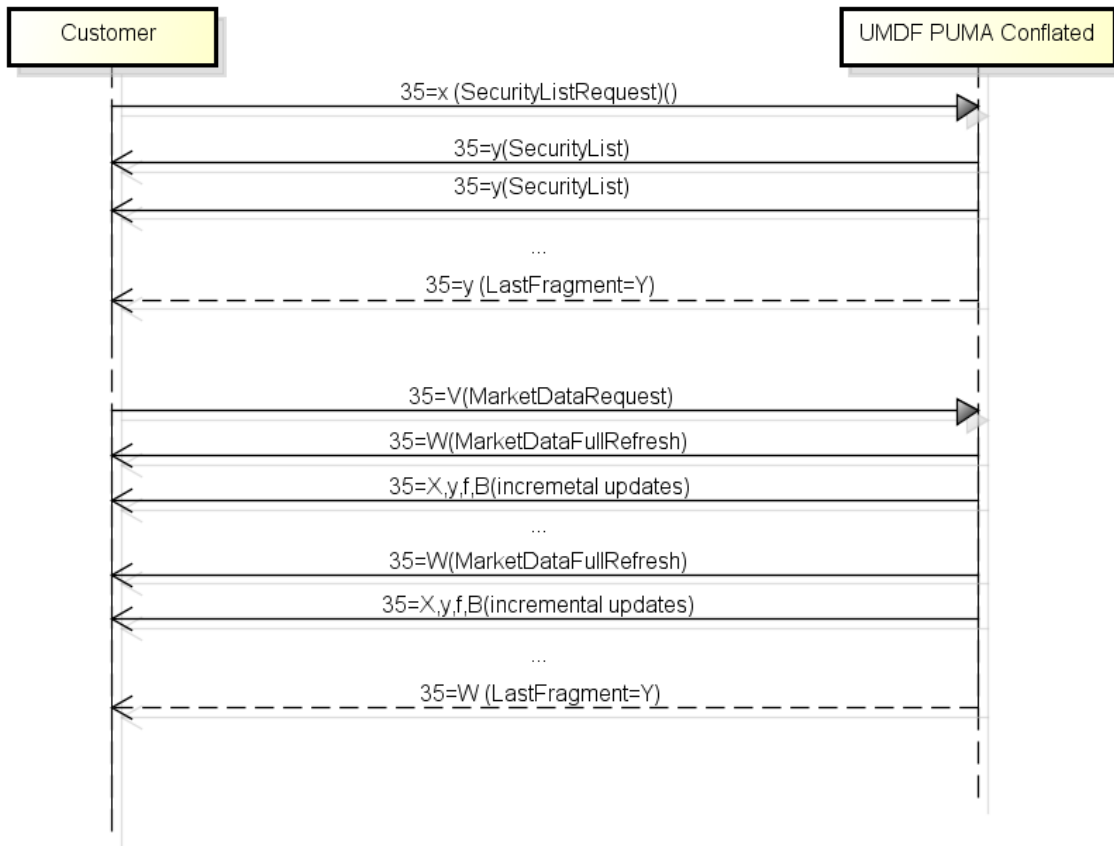 Customer
UMDF PUMA Conflated
35=x (SecurityListRequest)()
35=y(SecurityList)
35=y(SecurityList)
...
35=y (LastFragment=Y)
35=V(MarketDataRequest)
35=W(MarketDataFullRefresh)
35=X,y,f,B(incremetal updates)
...
35=W(MarketDataFullRefresh)
35=X,y,f,B(incremental updates)
...
35=W (LastFragment=Y)